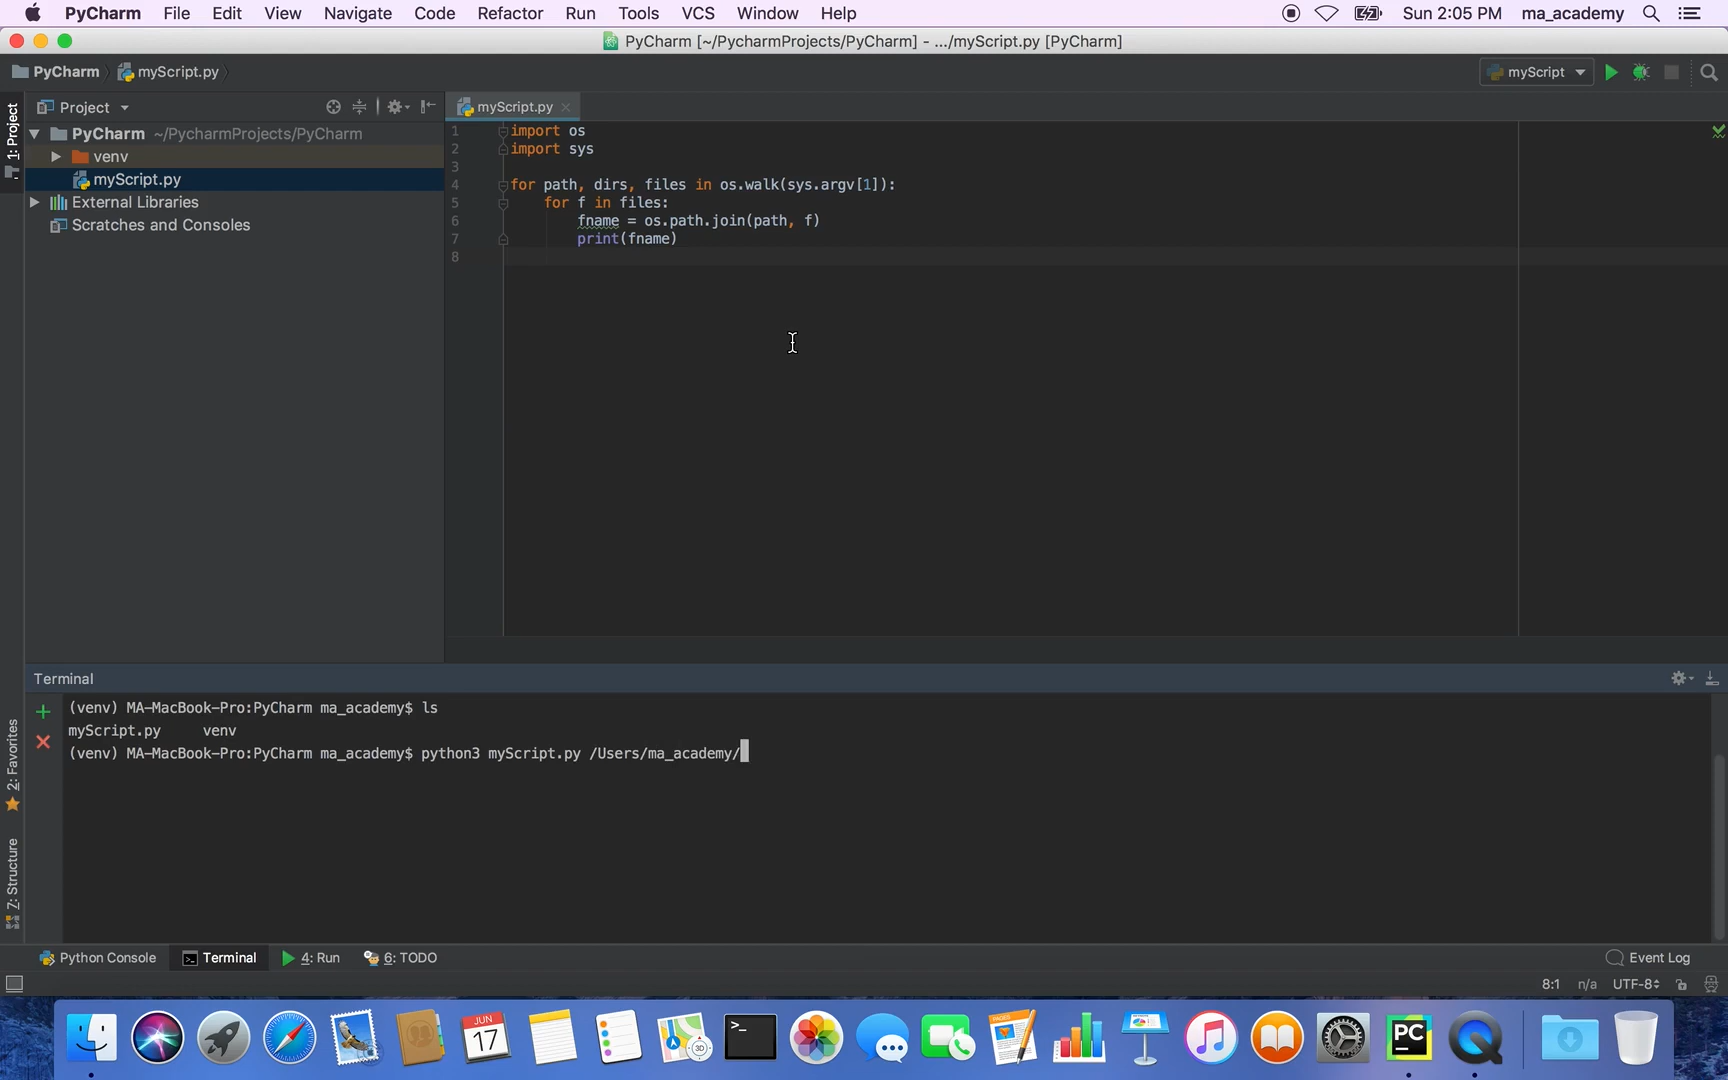 PyCharm File Edit View Navigate Code Refactor Run Tools VCS Window Help Sun 2:05 PM ma_academy
PyCharm [~/PycharmProjects/PyCharm] - .../myScript.py [PyCharm]
PyCharm myScript.py myScript
1: Project
Project myScript.py
PyCharm ~/PycharmProjects/PyCharm
venv
myScript.py
External Libraries
Scratches and Consoles
1 import os
2 import sys
3
4 for path, dirs, files in os.walk(sys.argv[1]):
5 for f in files:
6 fname = os.path.join(path, f)
7 print(fname)
8
2: Favorites
Z: Structure
Terminal
(venv) MA-MacBook-Pro:PyCharm ma_academy$ ls
myScript.py venv
(venv) MA-MacBook-Pro:PyCharm ma_academy$ python3 myScript.py /Users/ma_academy/
Python Console Terminal 4: Run 6: TODO Event Log
8:1 n/a UTF-8
JUN
17
3D
PAGES
PC